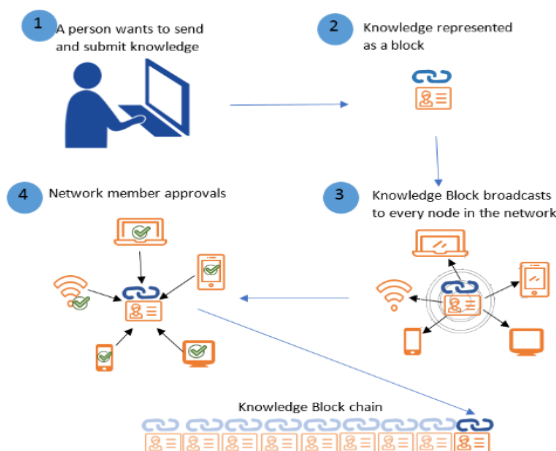 1
A person wants to send
and submit knowledge
2
Knowledge represented
as a block
3
Knowledge Block broadcasts
to every node in the network
4
Network member approvals
Knowledge Block chain